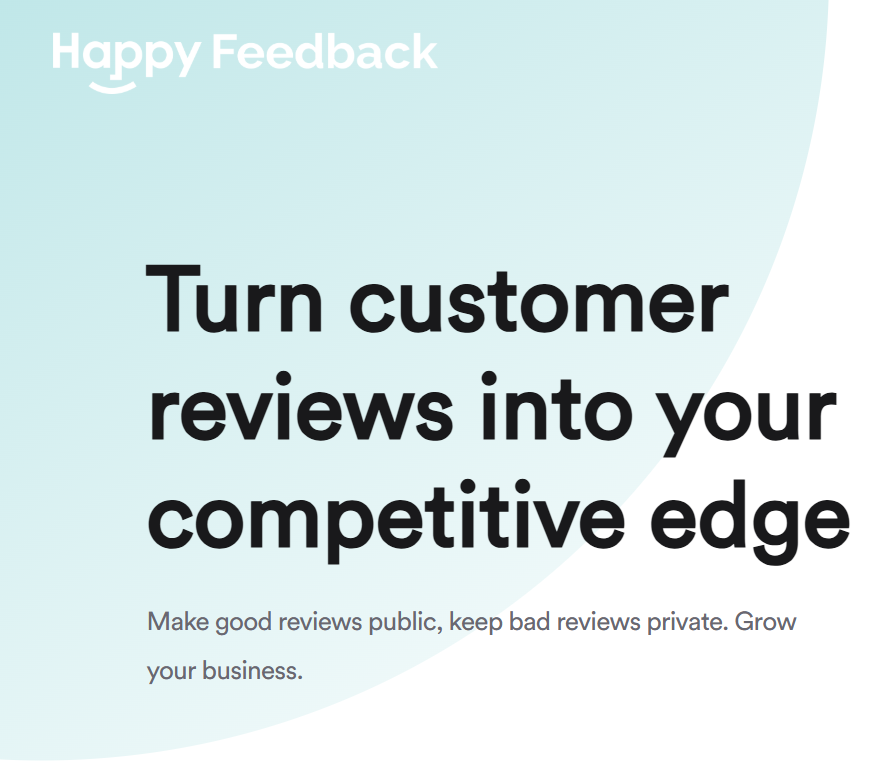 Happy Feedback
Turn customer
reviews into your
competitive edge
Make good reviews public, keep bad reviews private. Grow
your business.